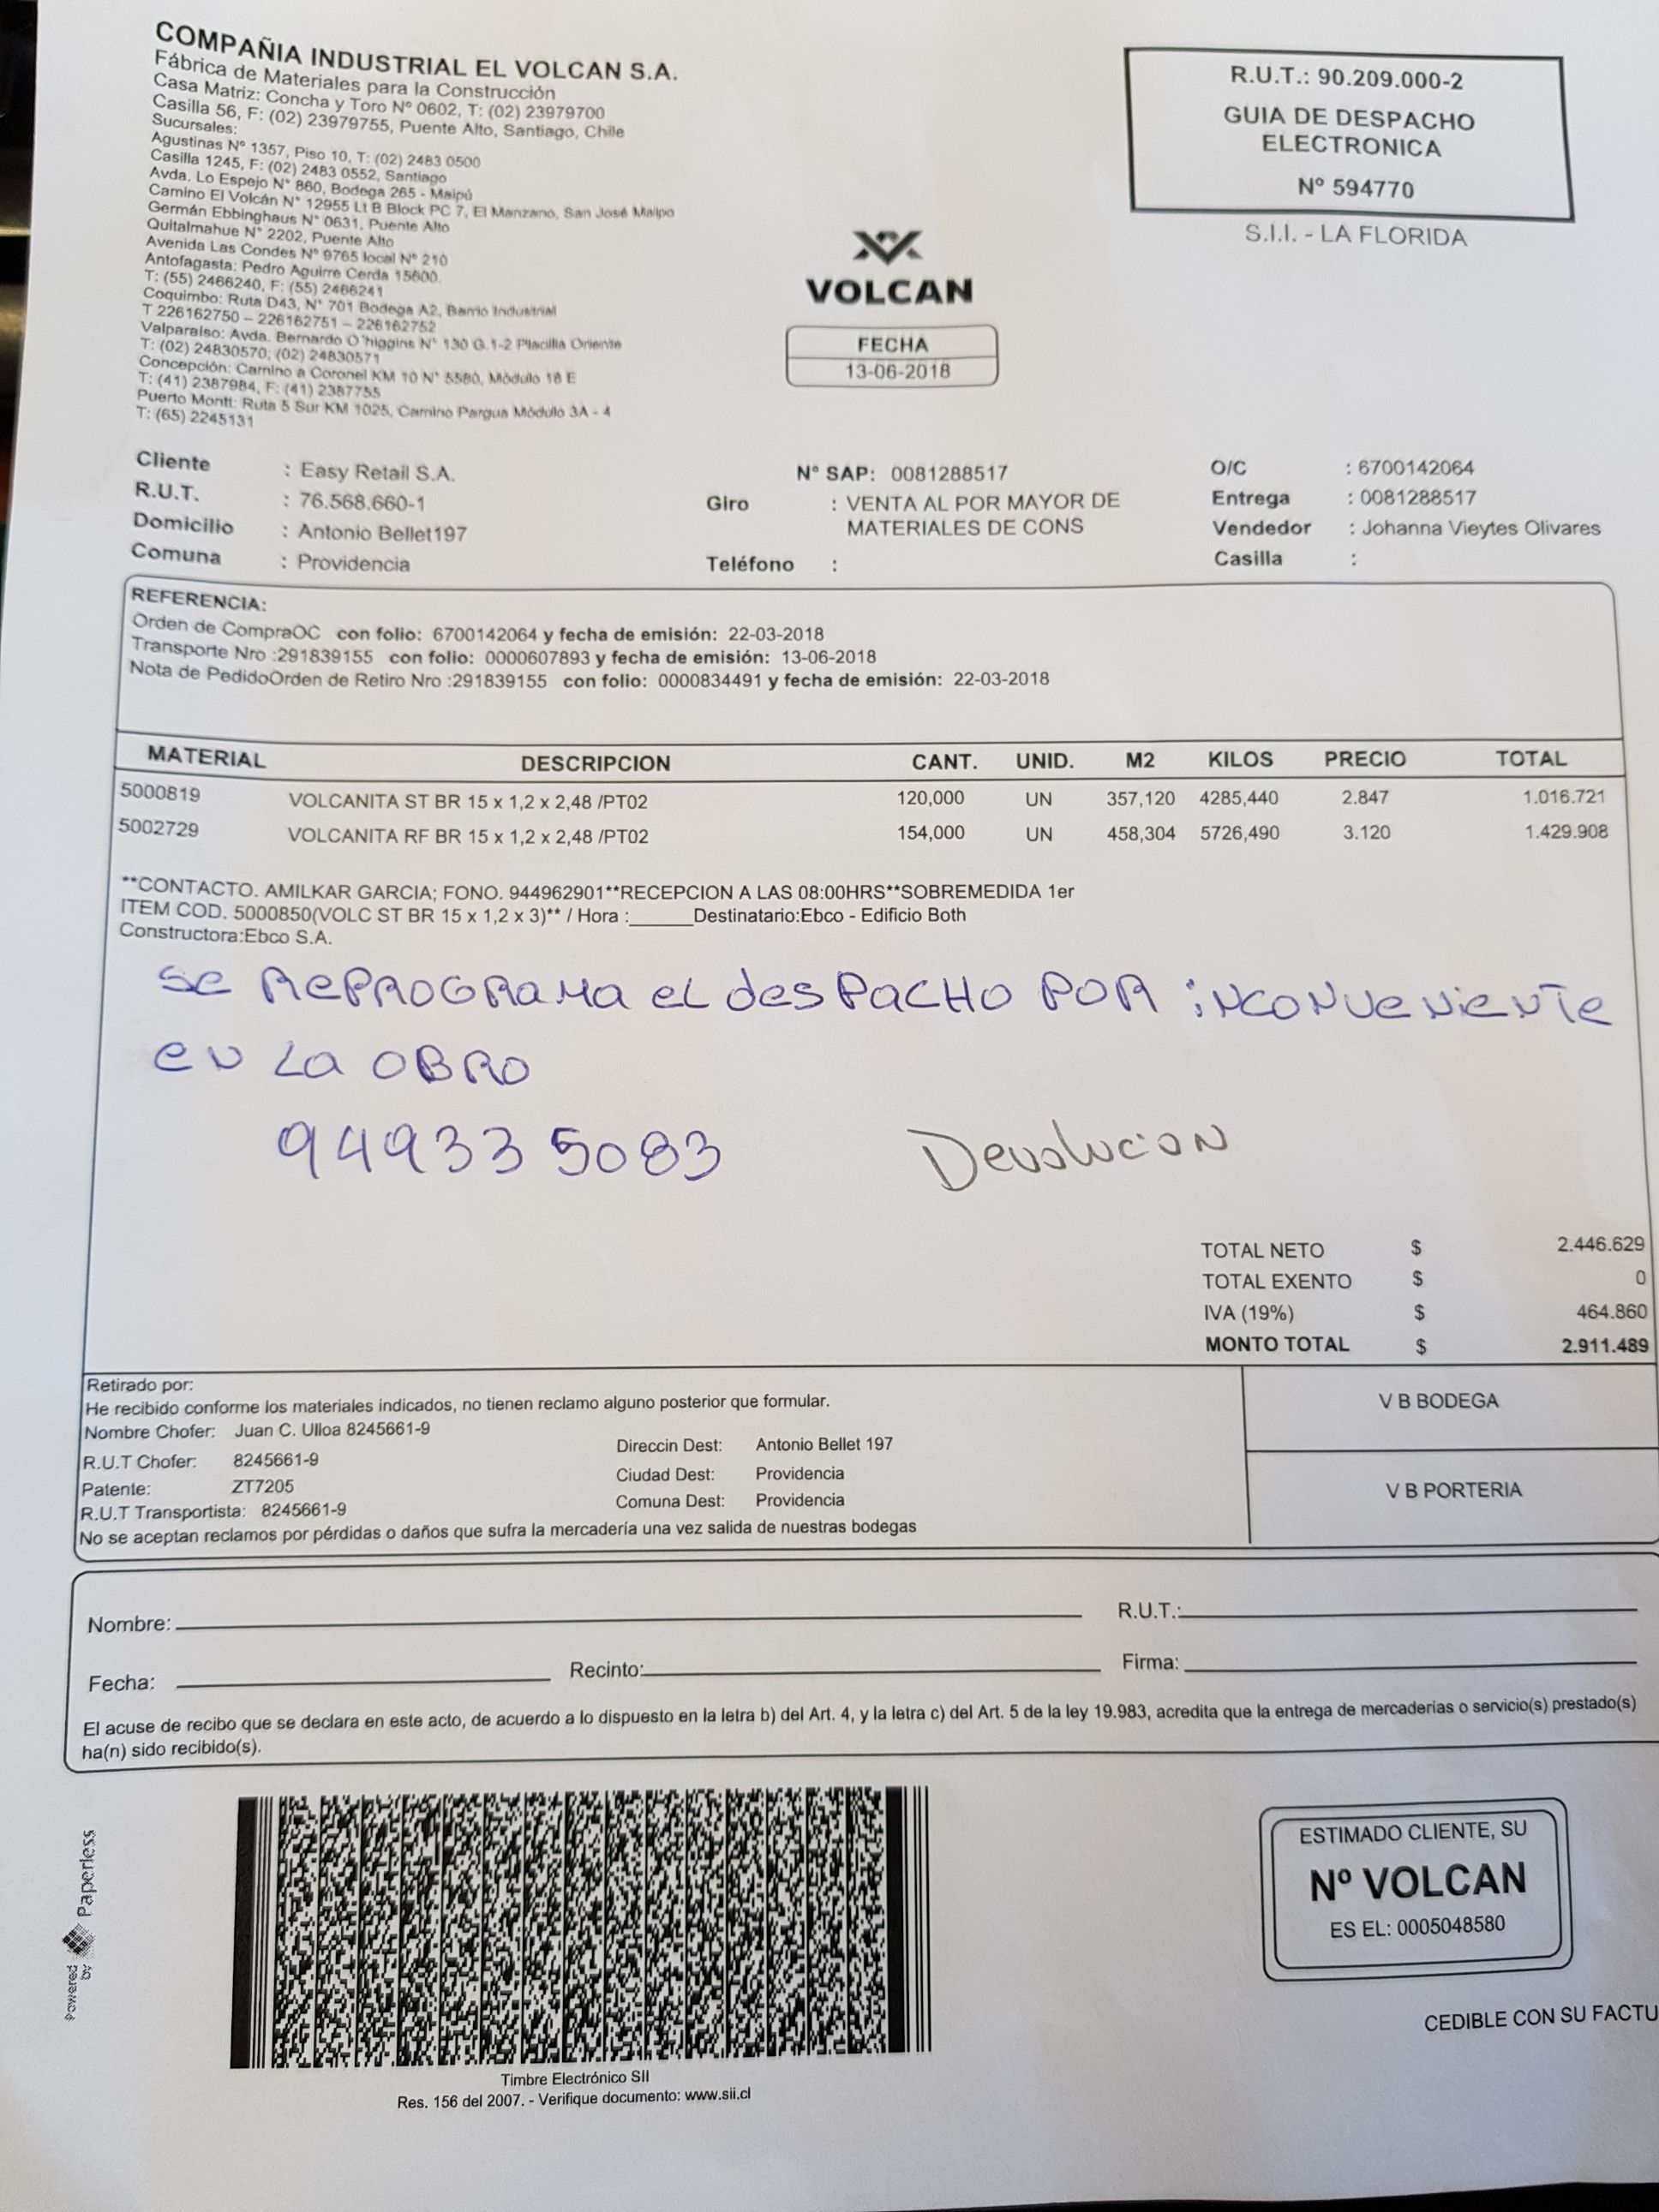 COMPAÑIA INDUSTRIAL EL VOLCAN S.A.
Fábrica de Materiales para la Construcción
Casa Matriz: Concha y Toro Nº 0602, T: (02) 23979700
Casilla 56, F: (02) 23979755, Puente Alto, Santiago, Chile
Sucursales:
Agustinas Nº 1357, Piso 10, T: (02) 2483 0500
Casilla 1245, F: (02) 2483 0552, Santiago
Avda. Lo Espejo N° 860, Bodega 265 - Maipú
Camino El Volcán N° 12955 Lt B Block PC 7, El Manzano, San José Maipo
Germán Ebbinghaus N° 0631, Puente Alto
Quitalmahue N° 2202, Puente Alto
Avenida Las Condes N° 9765 local N° 210
Antofagasta: Pedro Aguirre Cerda 15600.
T: (55) 2466240, F: (55) 2466241
Coquimbo: Ruta D43, N° 701 Bodega A2, Barrio Industrial
T 226162750 – 226162751 – 226162752
Valparaíso: Avda. Bernardo O'higgins N° 130 G.1-2 Placilla Oriente
T: (02) 24830570; (02) 24830571
Concepción: Camino a Coronel KM 10 N° 5580, Módulo 18 E
T: (41) 2387984, F: (41) 2387755
Puerto Montt: Ruta 5 Sur KM 1025, Camino Pargua Módulo 3A - 4
T: (65) 2245131
VOLCAN
FECHA
13-06-2018
R.U.T.: 90.209.000-2
GUIA DE DESPACHO
ELECTRONICA
Nº 594770
S.I.I. - LA FLORIDA
Cliente : Easy Retail S.A. N° SAP: 0081288517 O/C : 6700142064
R.U.T. : 76.568.660-1 Giro : VENTA AL POR MAYOR DE Entrega : 0081288517
Domicilio : Antonio Bellet197 MATERIALES DE CONS Vendedor : Johanna Vieytes Olivares
Comuna : Providencia Teléfono : Casilla :
REFERENCIA:
Orden de CompraOC con folio: 6700142064 y fecha de emisión: 22-03-2018
Transporte Nro :291839155 con folio: 0000607893 y fecha de emisión: 13-06-2018
Nota de PedidoOrden de Retiro Nro :291839155 con folio: 0000834491 y fecha de emisión: 22-03-2018
MATERIAL DESCRIPCION CANT. UNID. M2 KILOS PRECIO TOTAL
5000819 VOLCANITA ST BR 15 x 1,2 x 2,48 /PT02 120,000 UN 357,120 4285,440 2.847 1.016.721
5002729 VOLCANITA RF BR 15 x 1,2 x 2,48 /PT02 154,000 UN 458,304 5726,490 3.120 1.429.908
**CONTACTO. AMILKAR GARCIA; FONO. 944962901**RECEPCION A LAS 08:00HRS**SOBREMEDIDA 1er
ITEM COD. 5000850(VOLC ST BR 15 x 1,2 x 3)** / Hora :______Destinatario:Ebco - Edificio Both
Constructora:Ebco S.A.
Se REPROGRAMA el desPACHO POR inconveniente
en La OBRO
949335083 Devolucion
TOTAL NETO $ 2.446.629
TOTAL EXENTO $ 0
IVA (19%) $ 464.860
MONTO TOTAL $ 2.911.489
Retirado por:
He recibido conforme los materiales indicados, no tienen reclamo alguno posterior que formular.
Nombre Chofer: Juan C. Ulloa 8245661-9
R.U.T Chofer: 8245661-9
Patente: ZT7205
R.U.T Transportista: 8245661-9
Direccin Dest: Antonio Bellet 197
Ciudad Dest: Providencia
Comuna Dest: Providencia
No se aceptan reclamos por pérdidas o daños que sufra la mercadería una vez salida de nuestras bodegas
V B BODEGA
V B PORTERIA
Nombre: R.U.T.:
Fecha: Recinto: Firma:
El acuse de recibo que se declara en este acto, de acuerdo a lo dispuesto en la letra b) del Art. 4, y la letra c) del Art. 5 de la ley 19.983, acredita que la entrega de mercaderías o servicio(s) prestado(s)
ha(n) sido recibido(s).
powered by Paperless
Timbre Electrónico SII
Res. 156 del 2007. - Verifique documento: www.sii.cl
ESTIMADO CLIENTE, SU
Nº VOLCAN
ES EL: 0005048580
CEDIBLE CON SU FACTU